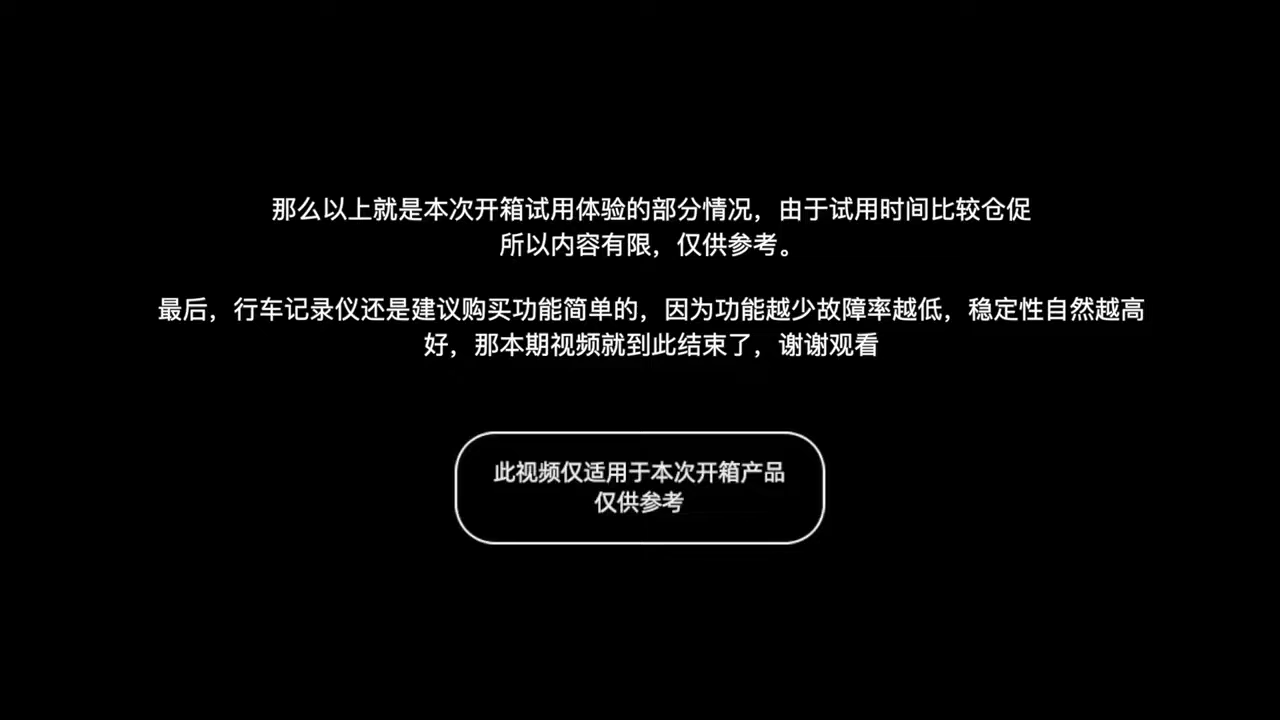 那么以上就是本次开箱试用体验的部分情况，由于试用时间比较仓促
所以内容有限，仅供参考。
最后，行车记录仪还是建议购买功能简单的，因为功能越少故障率越低，稳定性自然越高
好，那本期视频就到此结束了，谢谢观看
此视频仅适用于本次开箱产品
仅供参考